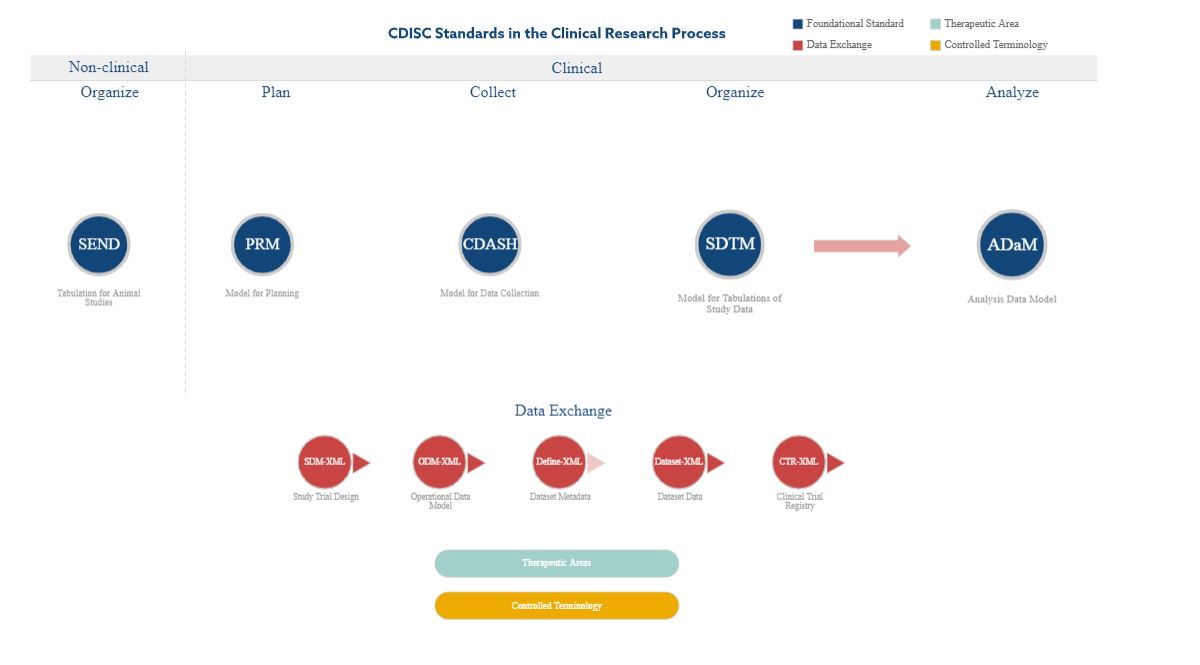 CDISC Standards in the Clinical Research Process
Foundational Standard
Therapeutic Area
Data Exchange
Controlled Terminology
Non-clinical
Clinical
Organize
Plan
Collect
Organize
Analyze
SEND
PRM
CDASH
SDTM
ADaM
Tabulation for Animal
Studies
Model for Planning
Model for Data Collection
Model for Tabulations of
Study Data
Analysis Data Model
Data Exchange
SDM-XML
ODM-XML
Define-XML
Dataset-XML
CTR-XML
Study Trial Design
Operational Data
Model
Dataset Metadata
Dataset Data
Clinical Trial
Registry
Therapeutic Areas
Controlled Terminology